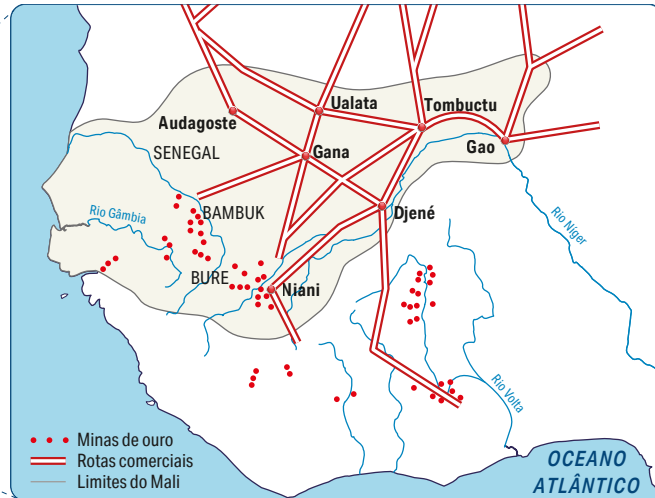 Ualata
Tombuctu
Audagoste
SENEGAL
Gana
Gao
Rio Gâmbia
BAMBUK
Djené
Rio Níger
BURE
Niani
Rio Volta
Minas de ouro
Rotas comerciais
Limites do Mali
OCEANO
ATLÂNTICO